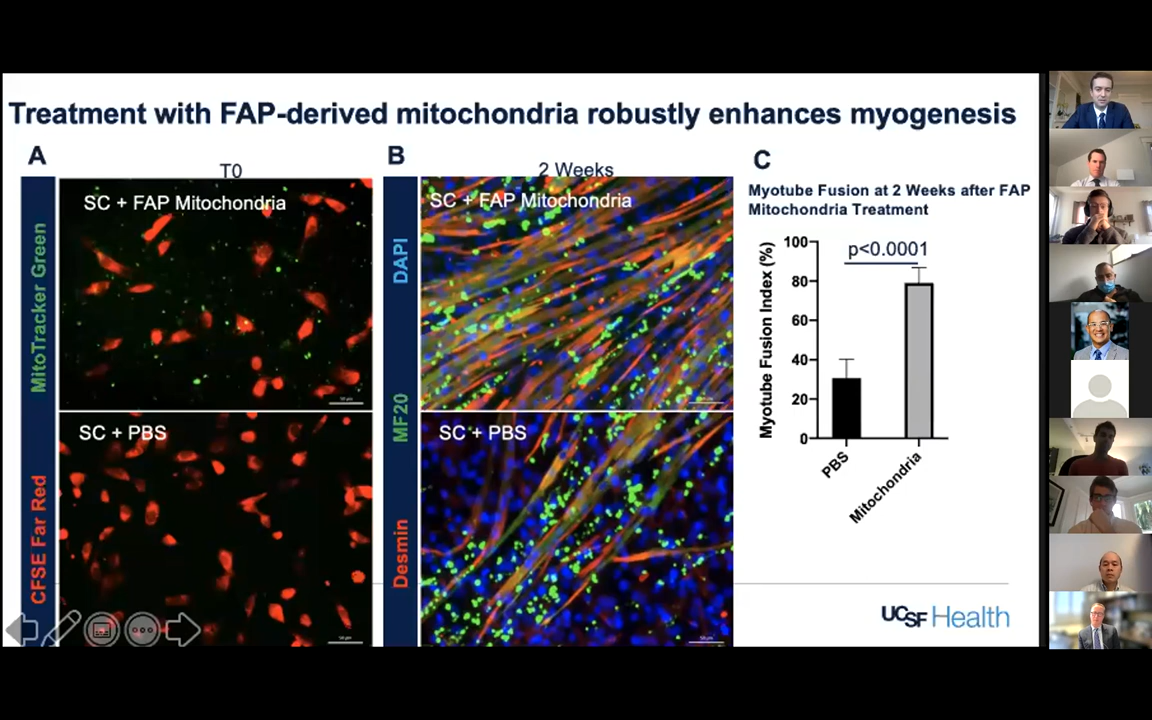 Treatment with FAP-derived mitochondria robustly enhances myogenesis
A
T0
MitoTracker Green
CFSE Far Red
SC + FAP Mitochondria
SC + PBS
B
2 Weeks
DAPI
MF20
Desmin
SC + FAP Mitochondria
SC + PBS
C
Myotube Fusion at 2 Weeks after FAP
Mitochondria Treatment
p<0.0001
Myotube Fusion Index (%)
100
80
60
40
20
0
PBS
Mitochondria
UCSF Health